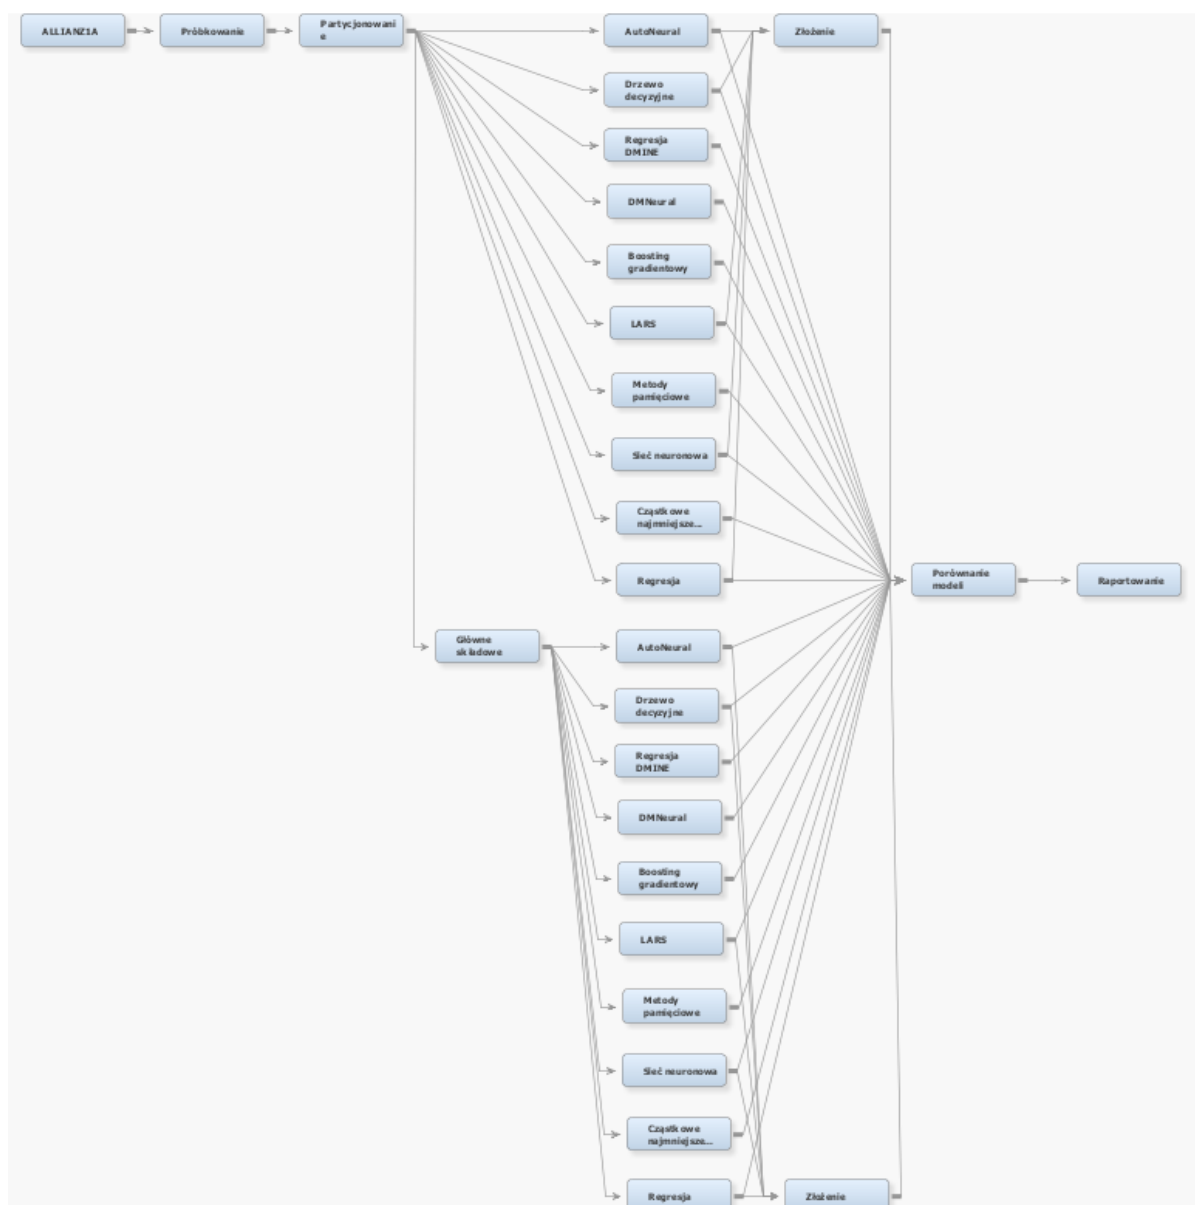 ALLIANZ1A
Próbkowanie
Partycjonowani
e
AutoNeural
Złożenie
Drzewo
decyzyjne
Regresja
DMINE
DMNeural
Boosting
gradientowy
LARS
Metody
pamięciowe
Sieć neuronowa
Cząstkowe
najmniejsze...
Regresja
Porównanie
modeli
Raportowanie
Główne
składowe
AutoNeural
Drzewo
decyzyjne
Regresja
DMINE
DMNeural
Boosting
gradientowy
LARS
Metody
pamięciowe
Sieć neuronowa
Cząstkowe
najmniejsze...
Regresja
Złożenie